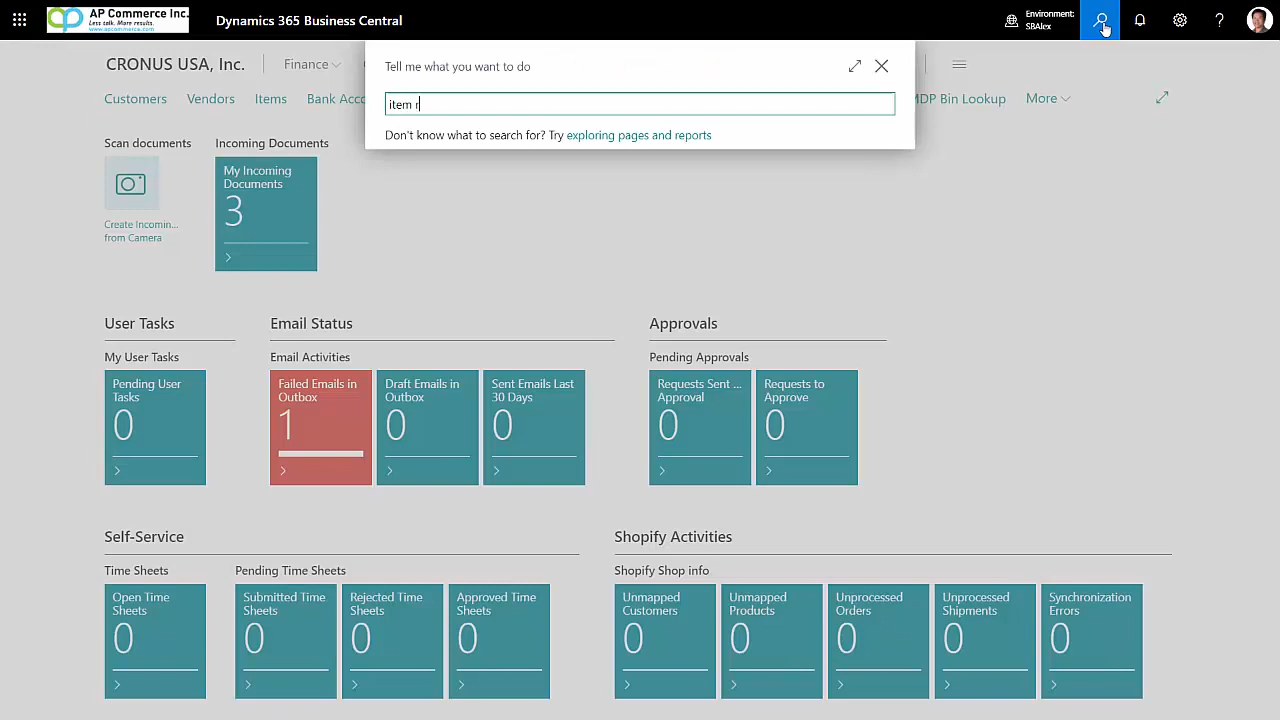 AP Commerce Inc.
Less talk. More results.
www.apcommerce.com
Dynamics 365 Business Central
Environment:
SBAlex
CRONUS USA, Inc.
Finance
Tell me what you want to do
item r
Don't know what to search for? Try exploring pages and reports
Customers
Vendors
Items
Bank Acco
MDP Bin Lookup
More
Scan documents
Create Incomin...
from Camera
Incoming Documents
My Incoming
Documents
3
User Tasks
My User Tasks
Pending User
Tasks
0
Email Status
Email Activities
Failed Emails in
Outbox
1
Draft Emails in
Outbox
0
Sent Emails Last
30 Days
0
Approvals
Pending Approvals
Requests Sent ...
Approval
0
Requests to
Approve
0
Self-Service
Time Sheets
Open Time
Sheets
0
Pending Time Sheets
Submitted Time
Sheets
0
Rejected Time
Sheets
0
Approved Time
Sheets
0
Shopify Activities
Shopify Shop info
Unmapped
Customers
0
Unmapped
Products
0
Unprocessed
Orders
0
Unprocessed
Shipments
0
Synchronization
Errors
0